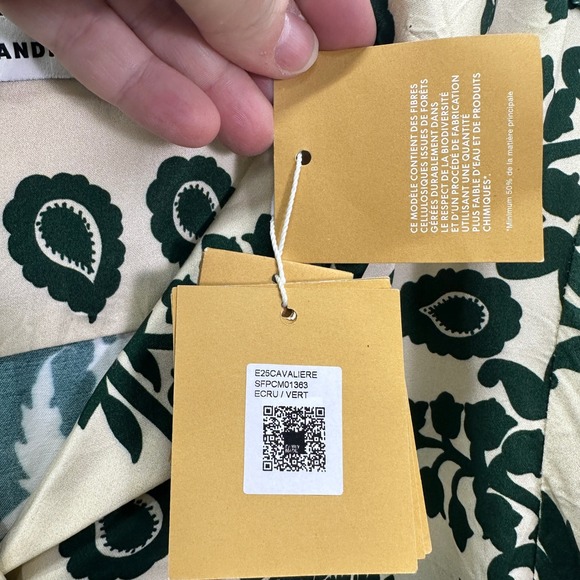 AND
CE MODÈLE CONTIENT DES FIBRES
CELLULOSIQUES ISSUES DE FORÊTS
GÉRÉES DURABLEMENT DANS
LE RESPECT DE LA BIODIVERSITÉ
ET D'UN PROCÉDÉ DE FABRICATION
UTILISANT UNE QUANTITÉ
PLUS FAIBLE D'EAU ET DE PRODUITS
CHIMIQUES*.
*Minimum 50% de la matière principale
E25CAVALIERE
SFPCM01363
ECRU / VERT